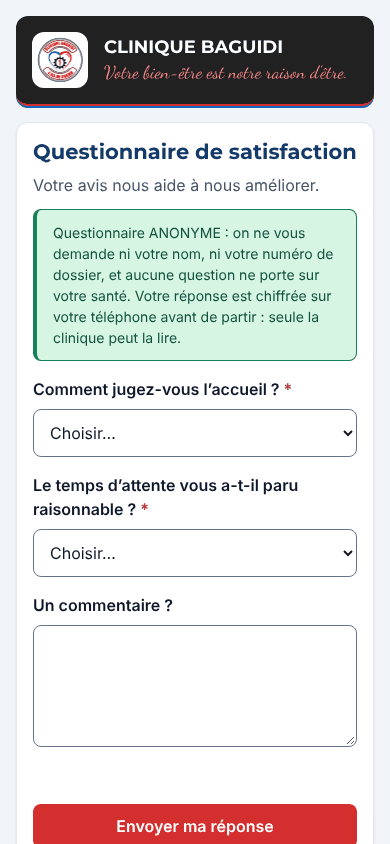 CLINIQUE BAGUIDI
Votre bien-être est notre raison d'être.
Questionnaire de satisfaction
Votre avis nous aide à nous améliorer.
Questionnaire ANONYME : on ne vous
demande ni votre nom, ni votre numéro de
dossier, et aucune question ne porte sur
votre santé. Votre réponse est chiffrée sur
votre téléphone avant de partir : seule la
clinique peut la lire.
Comment jugez-vous l'accueil ? *
Choisir...
Le temps d'attente vous a-t-il paru
raisonnable ? *
Choisir...
Un commentaire ?
Envoyer ma réponse